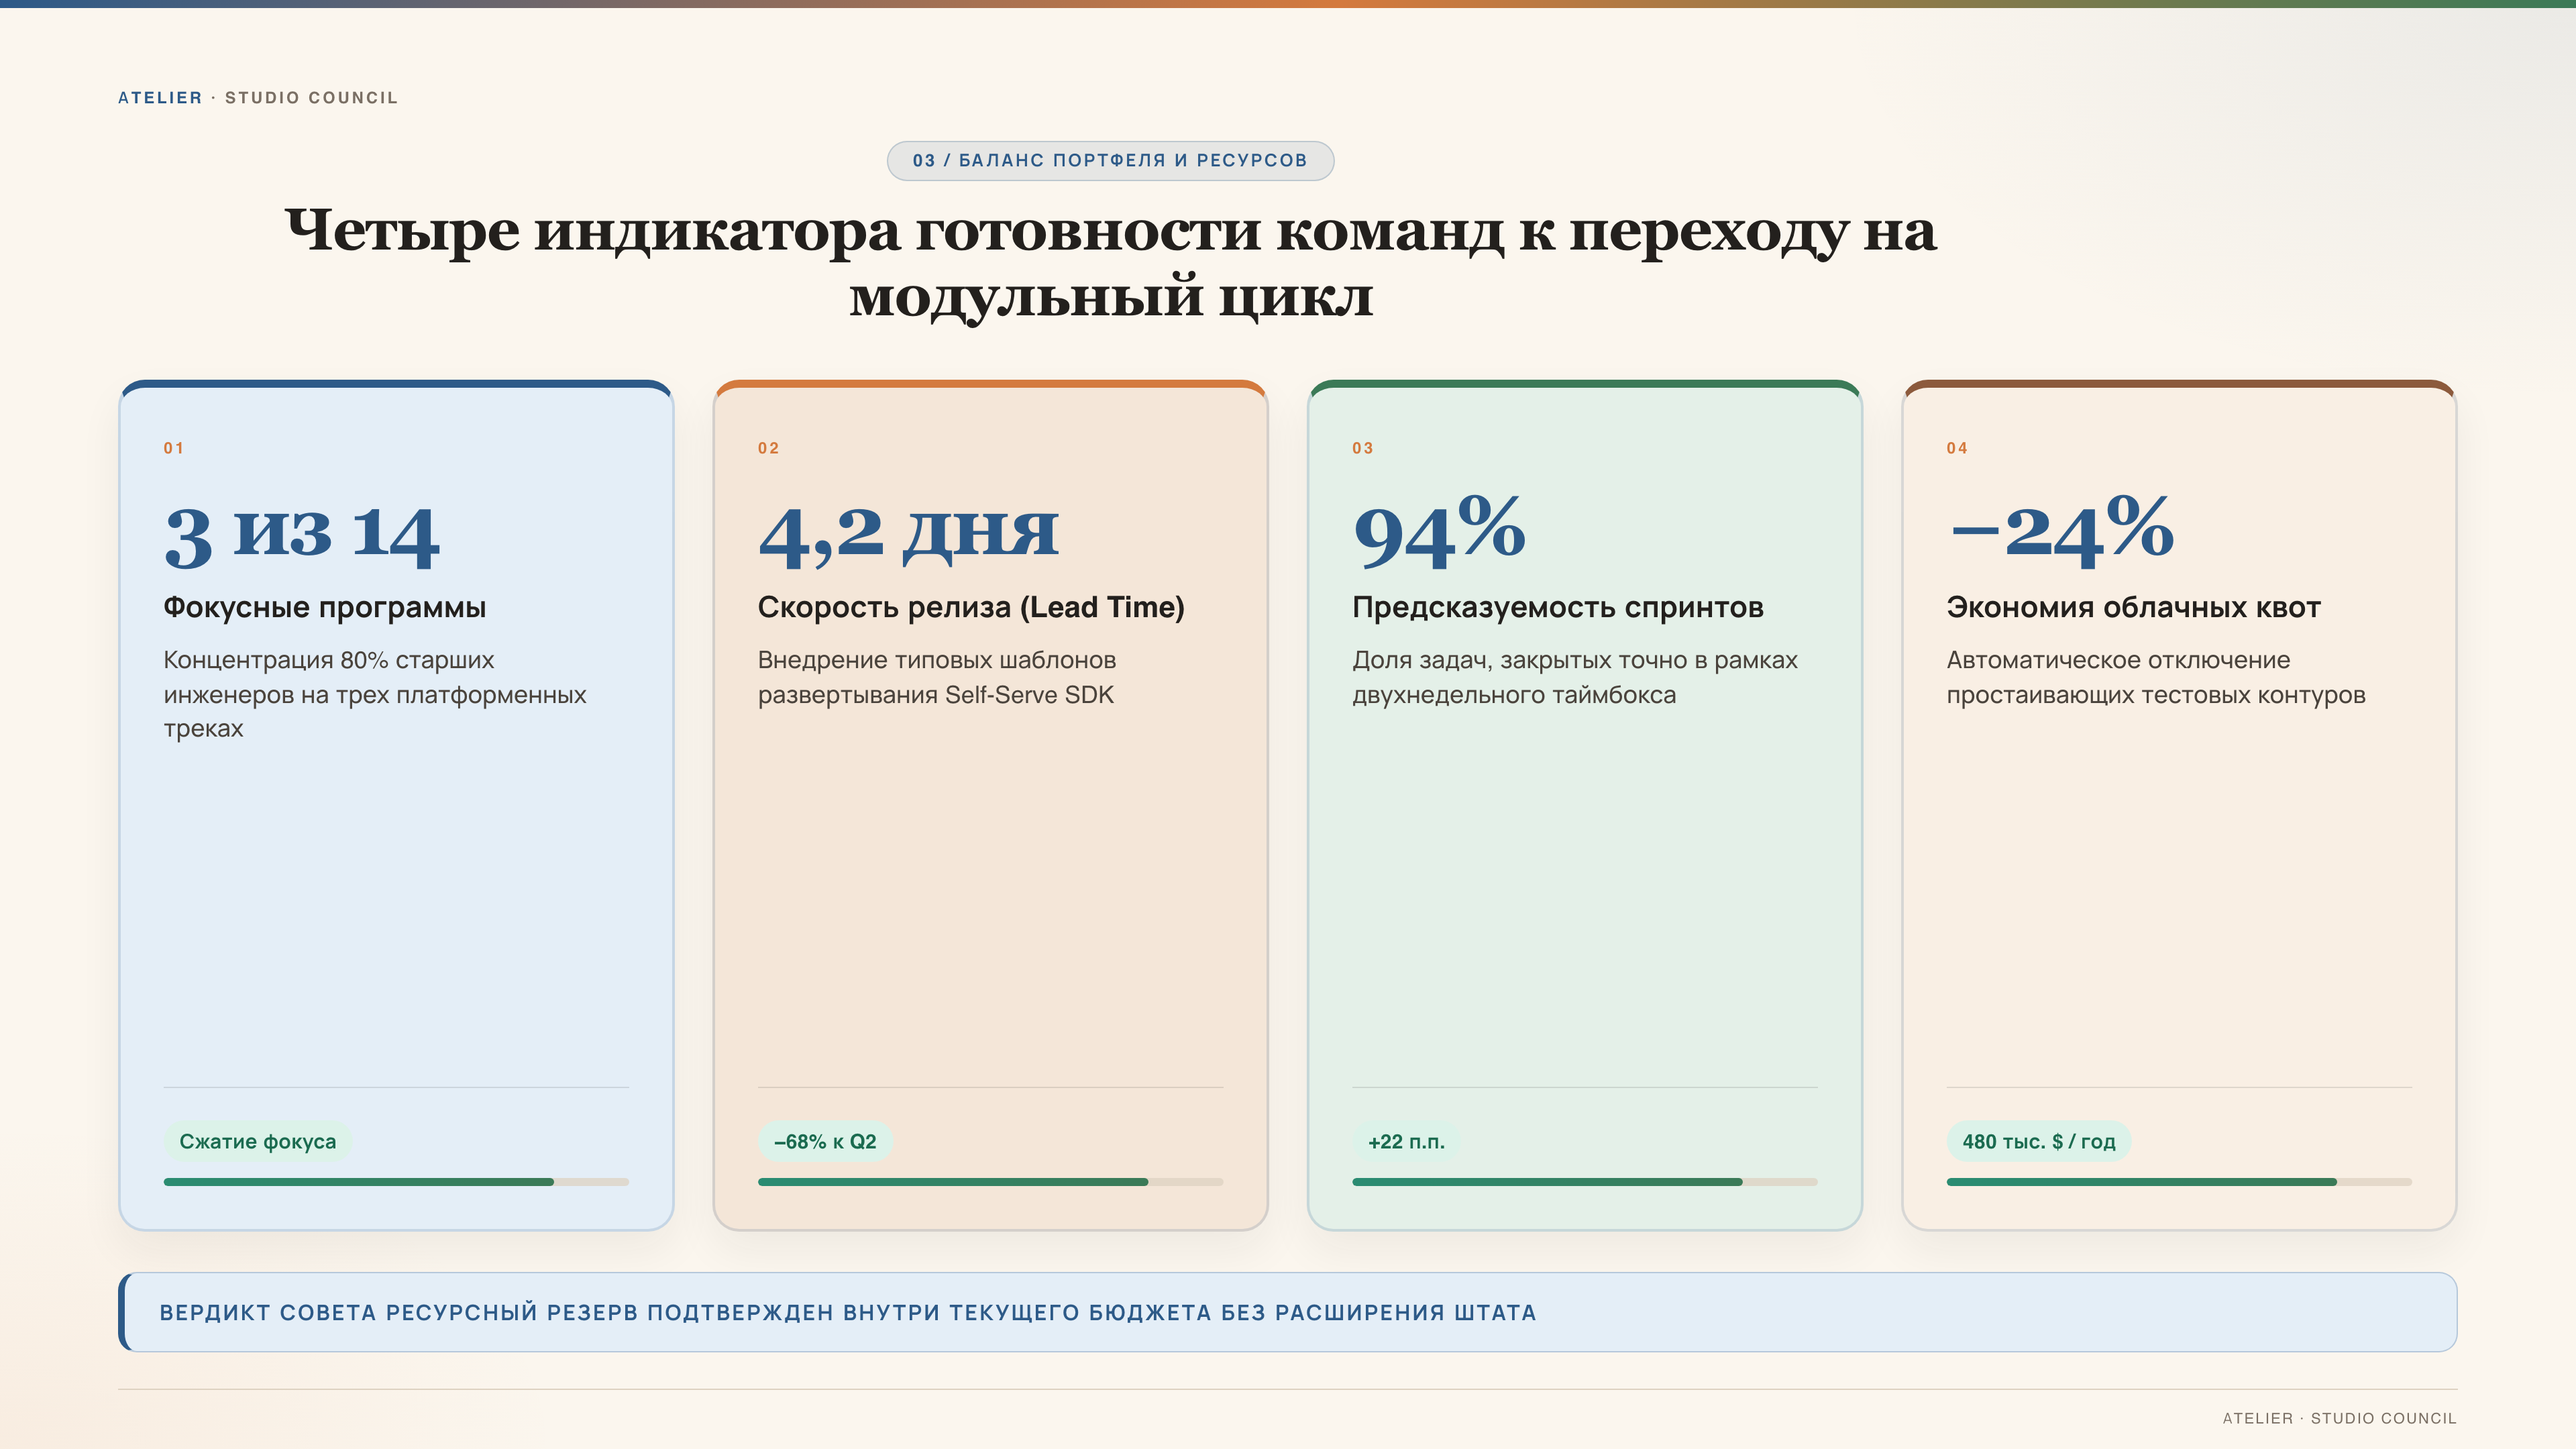 ATELIER · STUDIO COUNCIL
03 / БАЛАНС ПОРТФЕЛЯ И РЕСУРСОВ
Четыре индикатора готовности команд к переходу на
модульный цикл
01
3 из 14
Фокусные программы
Концентрация 80% старших
инженеров на трех платформенных
треках
Сжатие фокуса
02
4,2 дня
Скорость релиза (Lead Time)
Внедрение типовых шаблонов
развертывания Self-Serve SDK
−68% к Q2
03
94%
Предсказуемость спринтов
Доля задач, закрытых точно в рамках
двухнедельного таймбокса
+22 п.п.
04
−24%
Экономия облачных квот
Автоматическое отключение
простаивающих тестовых контуров
480 тыс. $ / год
ВЕРДИКТ СОВЕТА РЕСУРСНЫЙ РЕЗЕРВ ПОДТВЕРЖДЕН ВНУТРИ ТЕКУЩЕГО БЮДЖЕТА БЕЗ РАСШИРЕНИЯ ШТАТА
ATELIER · STUDIO COUNCIL